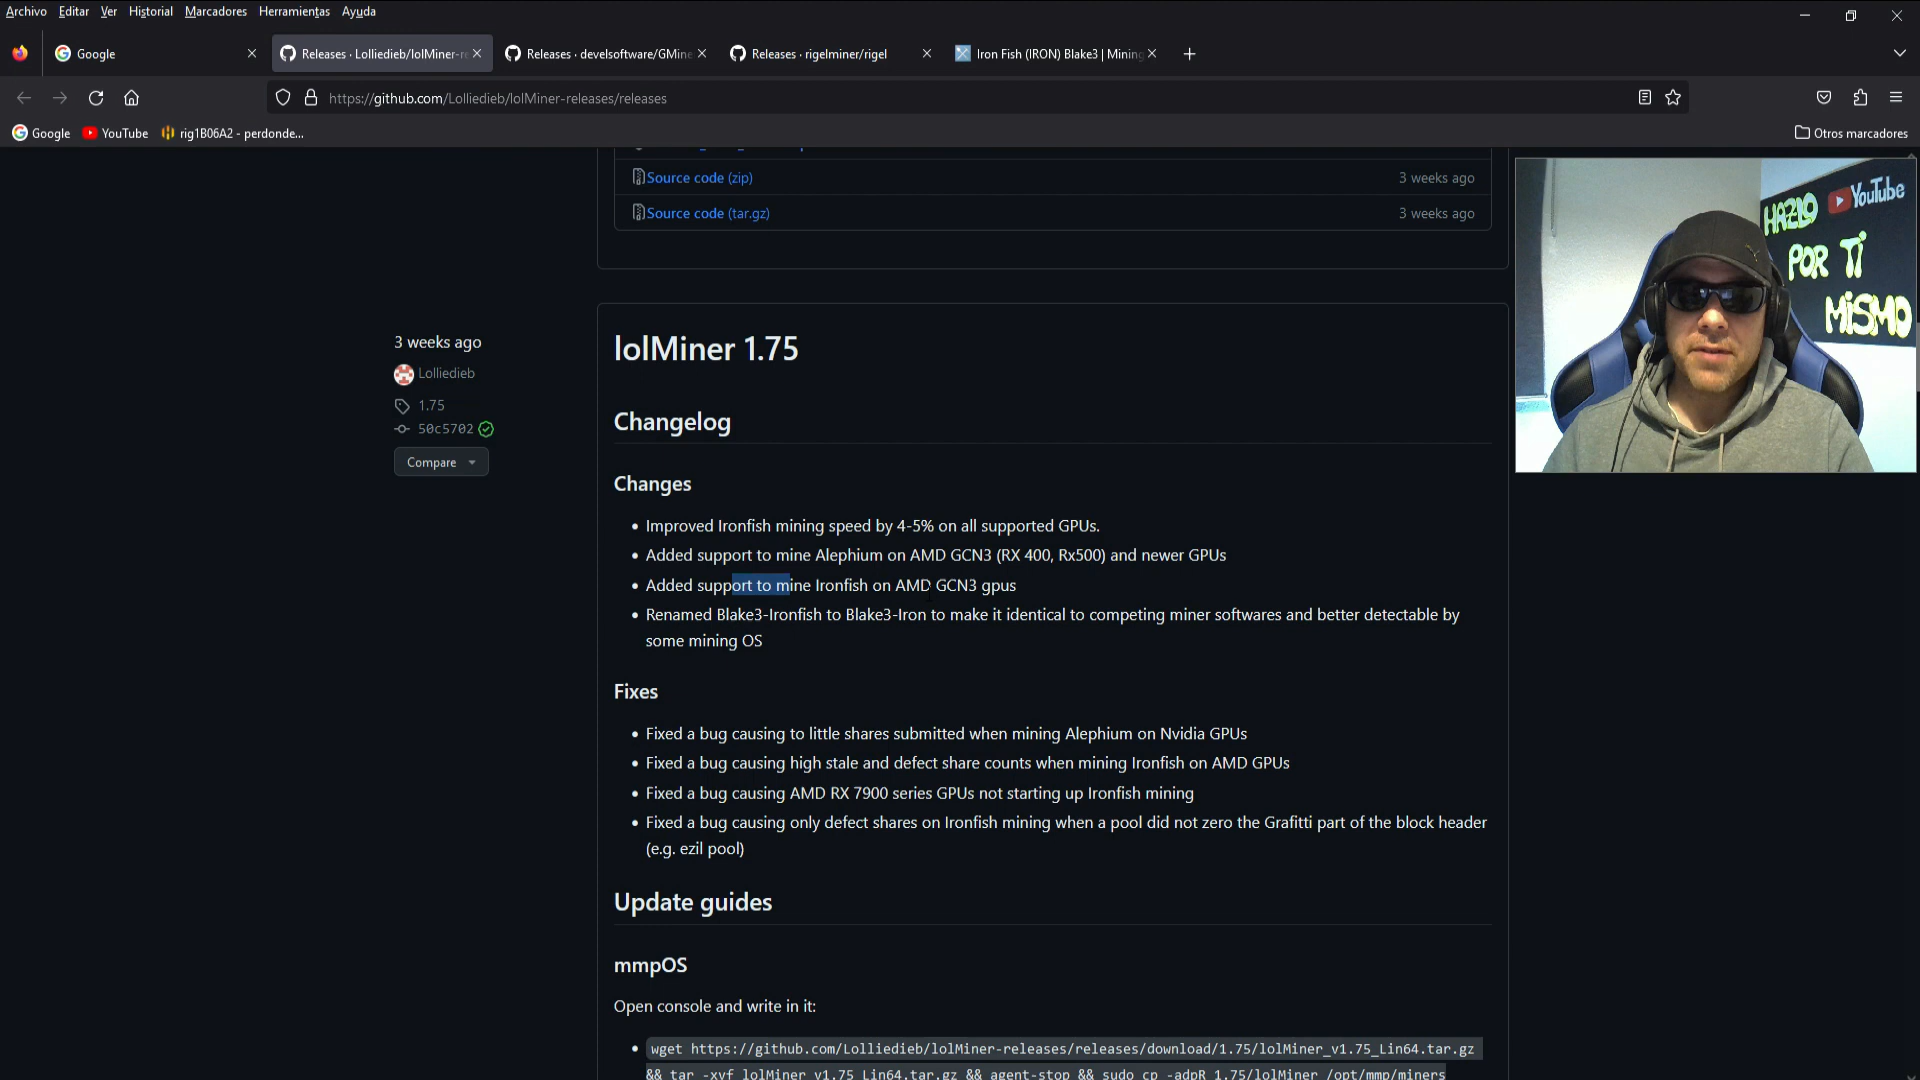 Archivo Editar Ver Historial Marcadores Herramientas Ayuda
Google
Releases · Lolliedieb/lolMiner-re
Releases · develsoftware/GMine
Releases · rigelminer/rigel
Iron Fish (IRON) Blake3 | Mining
https://github.com/Lolliedieb/lolMiner-releases/releases
Google YouTube rig1B06A2 - perdonde...
Otros marcadores
Source code (zip) 3 weeks ago
Source code (tar.gz) 3 weeks ago
YouTube
HAZLO
POR TI
MISMO
3 weeks ago
Lolliedieb
1.75
50c5702
Compare
lolMiner 1.75
Changelog
Changes
• Improved Ironfish mining speed by 4-5% on all supported GPUs.
• Added support to mine Alephium on AMD GCN3 (RX 400, Rx500) and newer GPUs
• Added support to mine Ironfish on AMD GCN3 gpus
• Renamed Blake3-Ironfish to Blake3-Iron to make it identical to competing miner softwares and better detectable by
some mining OS
Fixes
• Fixed a bug causing to little shares submitted when mining Alephium on Nvidia GPUs
• Fixed a bug causing high stale and defect share counts when mining Ironfish on AMD GPUs
• Fixed a bug causing AMD RX 7900 series GPUs not starting up Ironfish mining
• Fixed a bug causing only defect shares on Ironfish mining when a pool did not zero the Grafitti part of the block header
(e.g. ezil pool)
Update guides
mmpOS
Open console and write in it:
• wget https://github.com/Lolliedieb/lolMiner-releases/releases/download/1.75/lolMiner_v1.75_Lin64.tar.gz
&& tar -xvf lolMiner_v1.75_Lin64.tar.gz && agent-stop && sudo cp -adpR 1.75/lolMiner /opt/mmp/miners